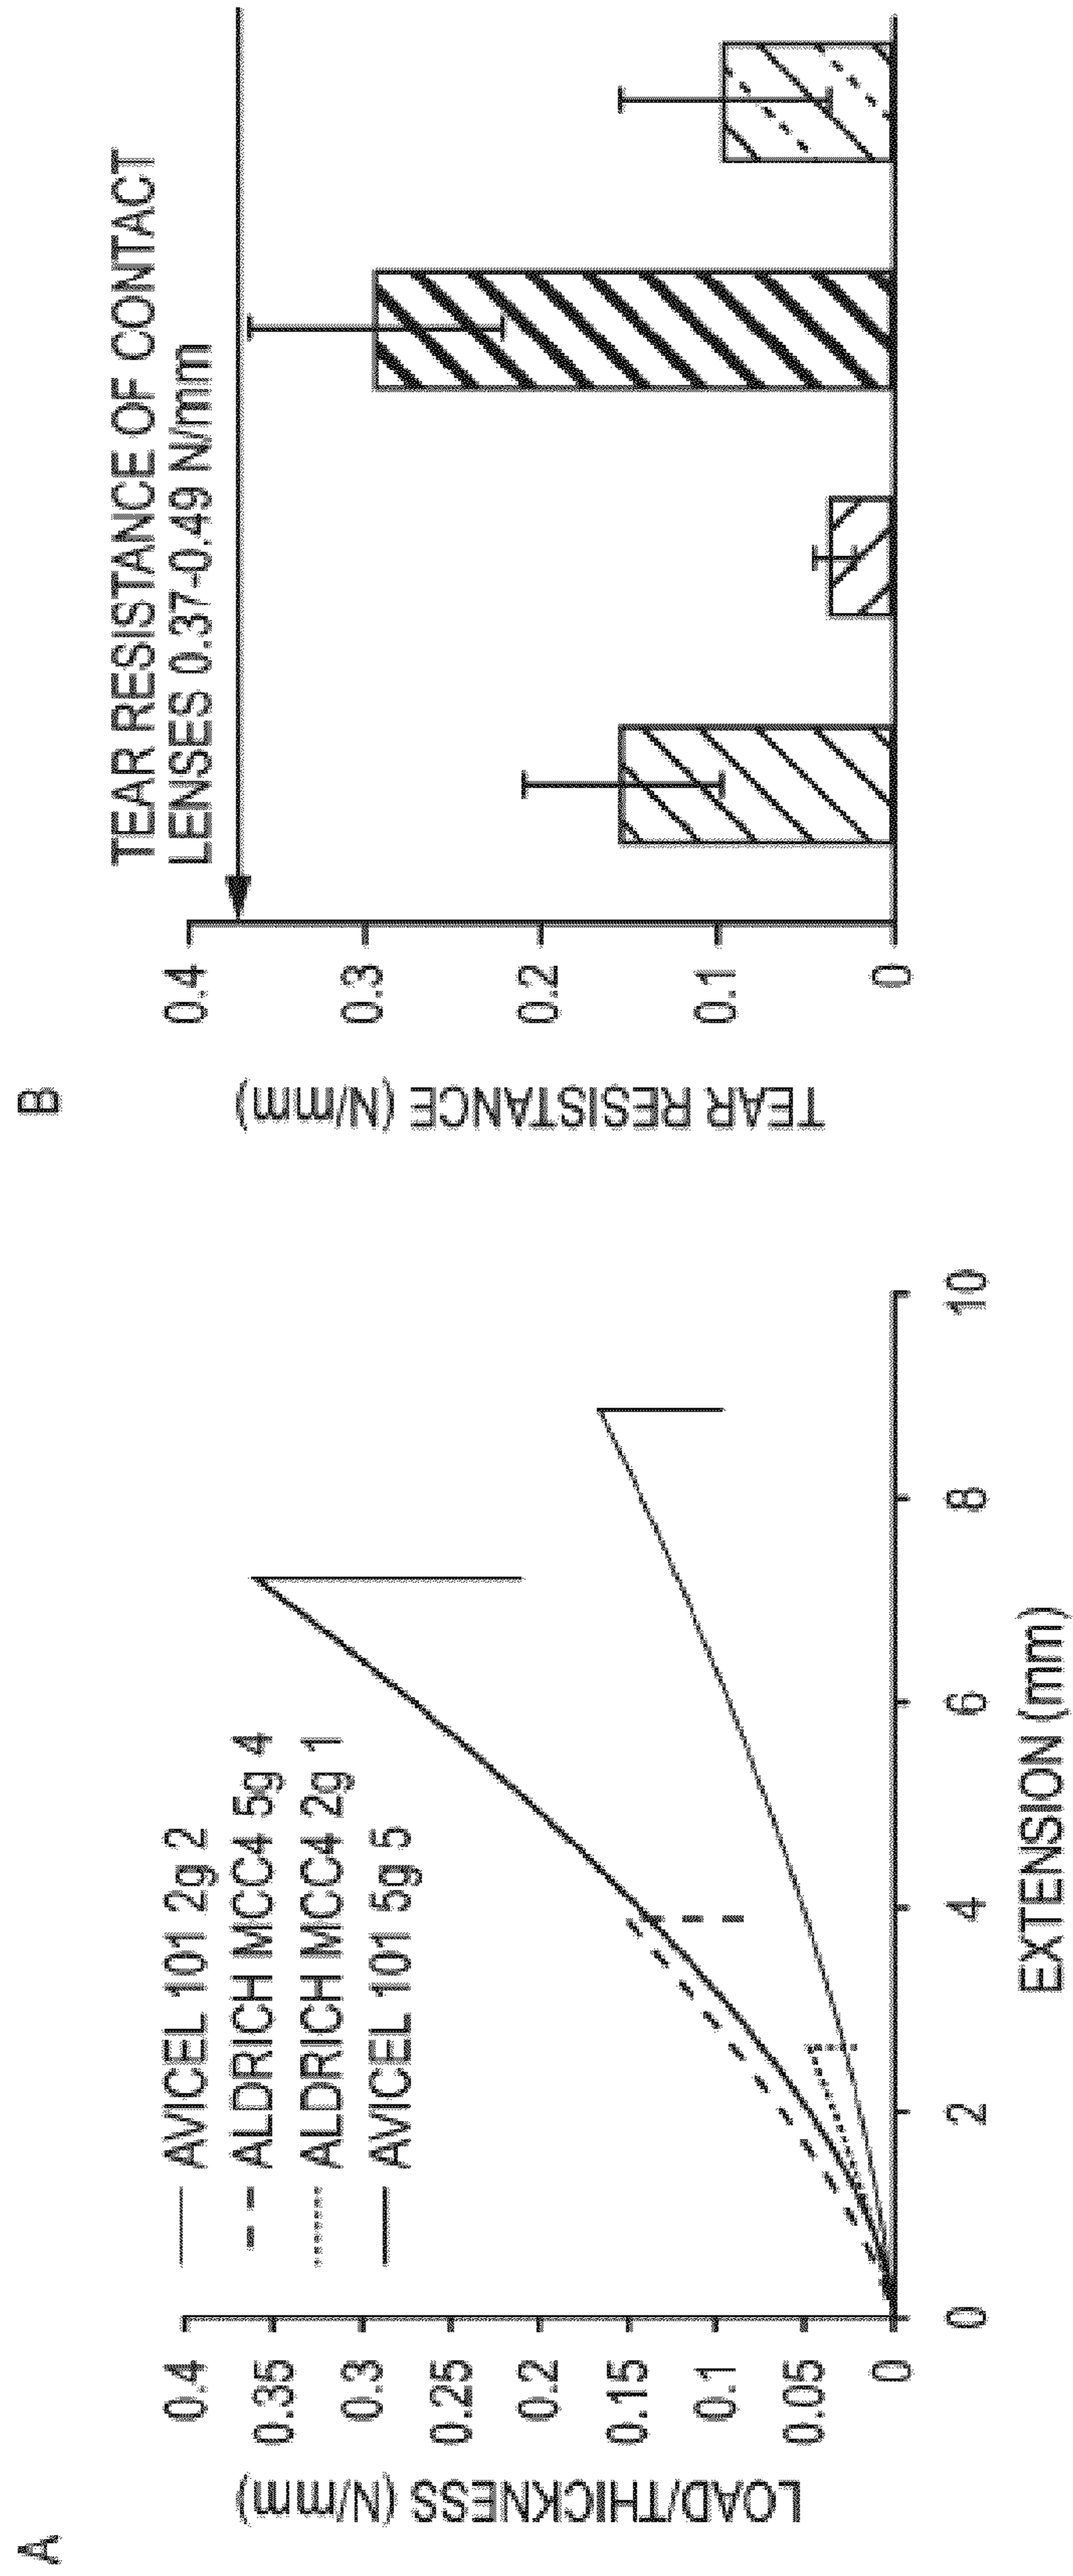 A
LOAD/THICKNESS (N/mm)
0.4
0.35
0.3
0.25
0.2
0.15
0.1
0.05
0
AVICEL 101 2g 2
ALDRICH MCC4 5g 4
ALDRICH MCC4 2g 1
AVICEL 101 5g 5
0
2
4
6
8
10
EXTENSION (mm)
B
TEAR RESISTANCE (N/mm)
0.4
0.3
0.2
0.1
0
TEAR RESISTANCE OF CONTACT
LENSES 0.37-0.49 N/mm